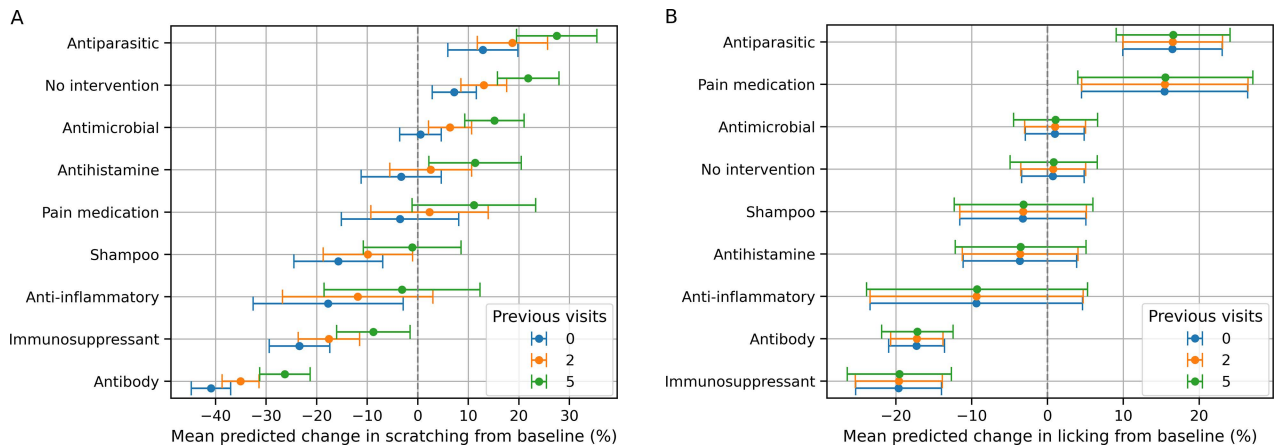 A
Antiparasitic
No intervention
Antimicrobial
Antihistamine
Pain medication
Shampoo
Anti-inflammatory
Immunosuppressant
Antibody
Previous visits
0
2
5
−40 −30 −20 −10 0 10 20 30
Mean predicted change in scratching from baseline (%)
B
Antiparasitic
Pain medication
Antimicrobial
No intervention
Shampoo
Antihistamine
Anti-inflammatory
Antibody
Immunosuppressant
Previous visits
0
2
5
−20 −10 0 10 20
Mean predicted change in licking from baseline (%)